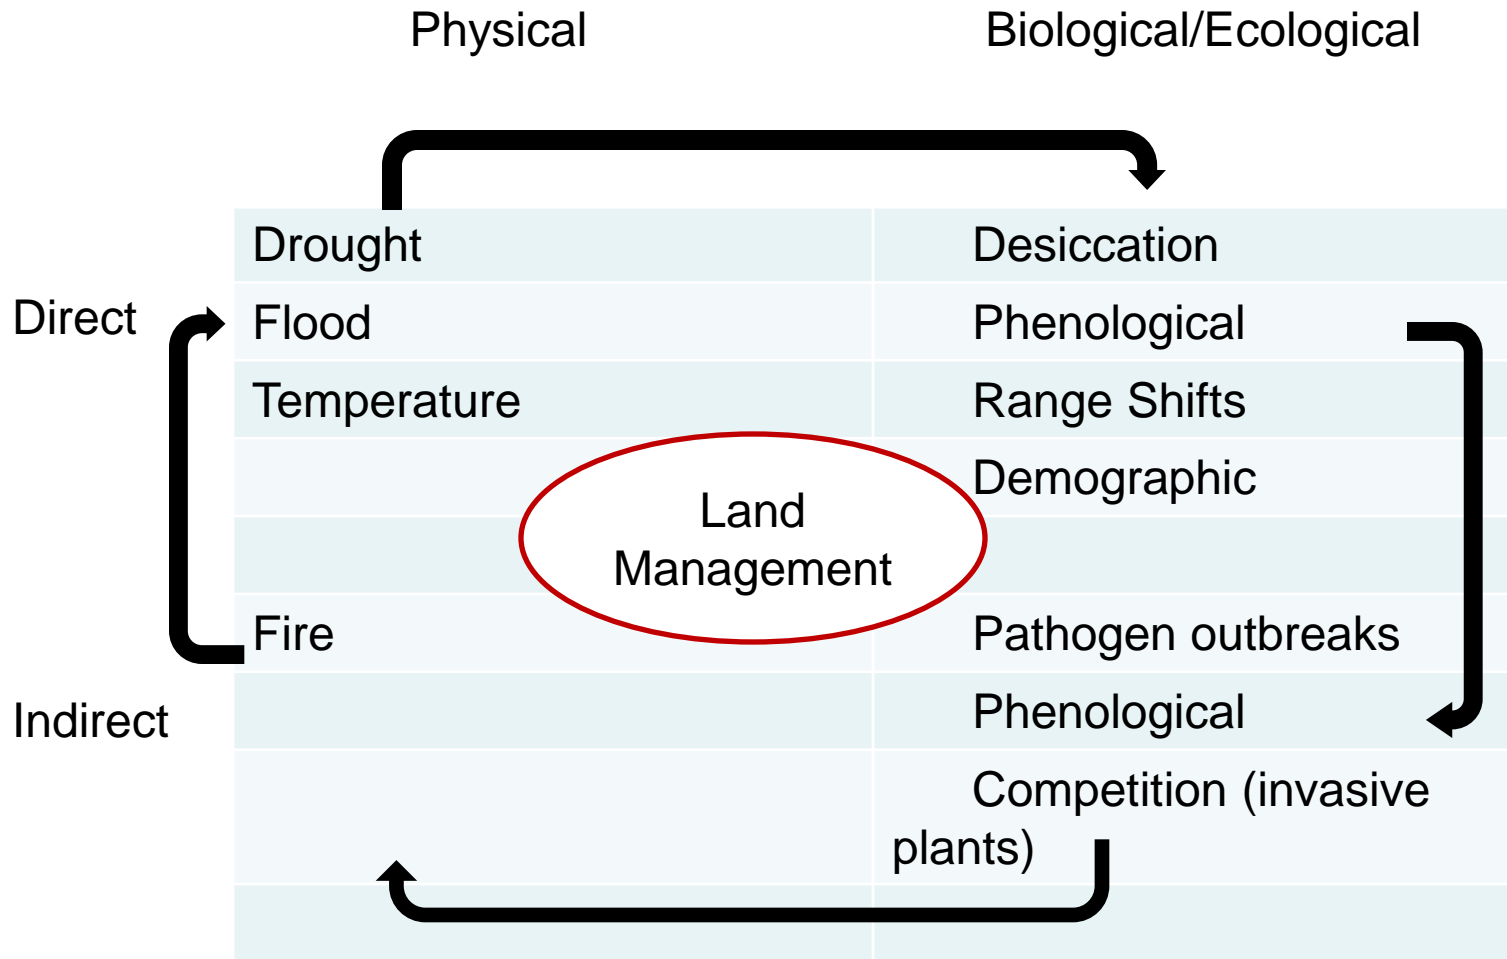 Physical Biological/Ecological
Drought Desiccation
Direct Flood Phenological
Temperature Range Shifts
Demographic
Land
Management
Fire Pathogen outbreaks
Indirect Phenological
Competition (invasive
plants)